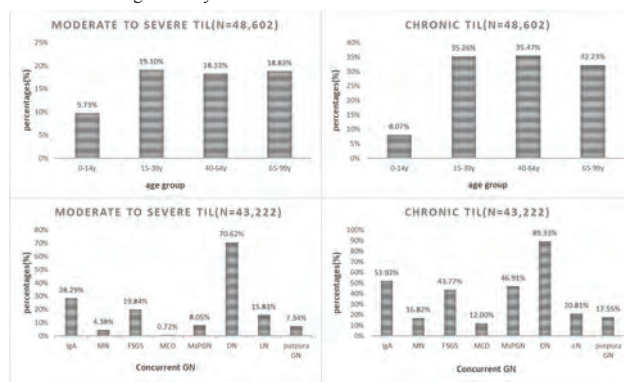 MODERATE TO SEVERE TIL(N=48,602)
percentages(%)
25%
20%
15%
10%
5%
0%
9.73%
19.10%
18.33%
18.83%
0-14y
15-39y
40-64y
65-99y
age group
CHRONIC TIL(N=48,602)
percentages(%)
40%
35%
30%
25%
20%
15%
10%
5%
0%
8.07%
35.26%
35.47%
32.23%
0-14y
15-39y
40-64y
65-99y
age group
MODERATE TO SEVERE TIL(N=43,222)
percentages(%)
80%
70%
60%
50%
40%
30%
20%
10%
0%
28.29%
4.38%
19.84%
0.72%
8.05%
70.62%
15.83%
7.34%
IgA
MN
FSGS
MCD
MsPGN
DN
LN
purpura GN
Concurrent GN
CHRONIC TIL(N=43,222)
percentages(%)
100%
90%
80%
70%
60%
50%
40%
30%
20%
10%
0%
53.02%
16.82%
43.77%
12.00%
46.91%
89.33%
20.81%
17.55%
IgA
MN
FSGS
MCD
MsPGN
DN
LN
purpura GN
Concurrent GN